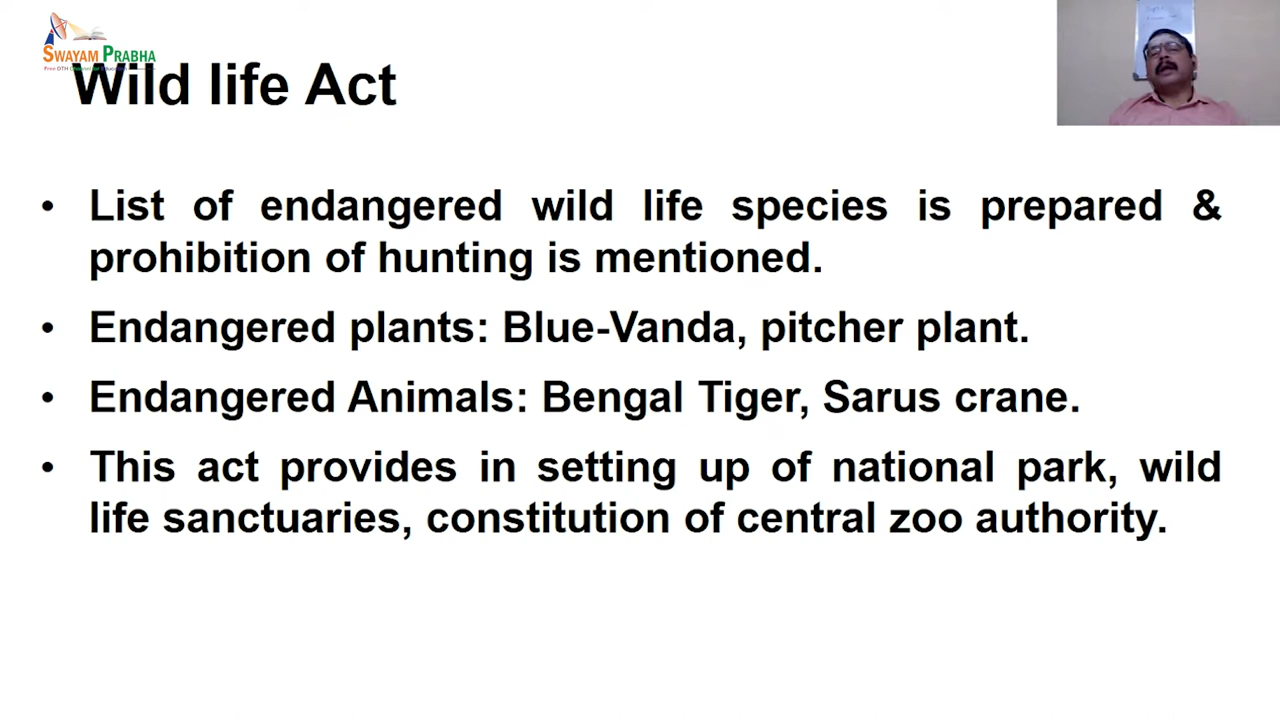 SWAYAM PRABHA
Wild life Act
• List of endangered wild life species is prepared &
prohibition of hunting is mentioned.
• Endangered plants: Blue-Vanda, pitcher plant.
• Endangered Animals: Bengal Tiger, Sarus crane.
• This act provides in setting up of national park, wild
life sanctuaries, constitution of central zoo authority.